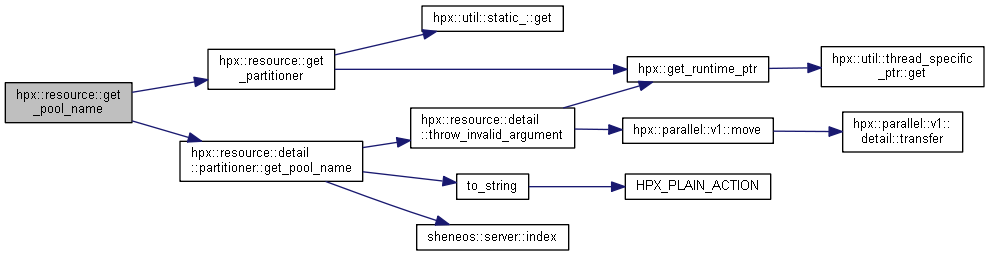 hpx::resource::get
_pool_name
hpx::resource::get
_partitioner
hpx::util::static_::get
hpx::get_runtime_ptr
hpx::util::thread_specific
_ptr::get
hpx::resource::detail
::partitioner::get_pool_name
hpx::resource::detail
::throw_invalid_argument
hpx::parallel::v1::move
hpx::parallel::v1::
detail::transfer
to_string
HPX_PLAIN_ACTION
sheneos::server::index